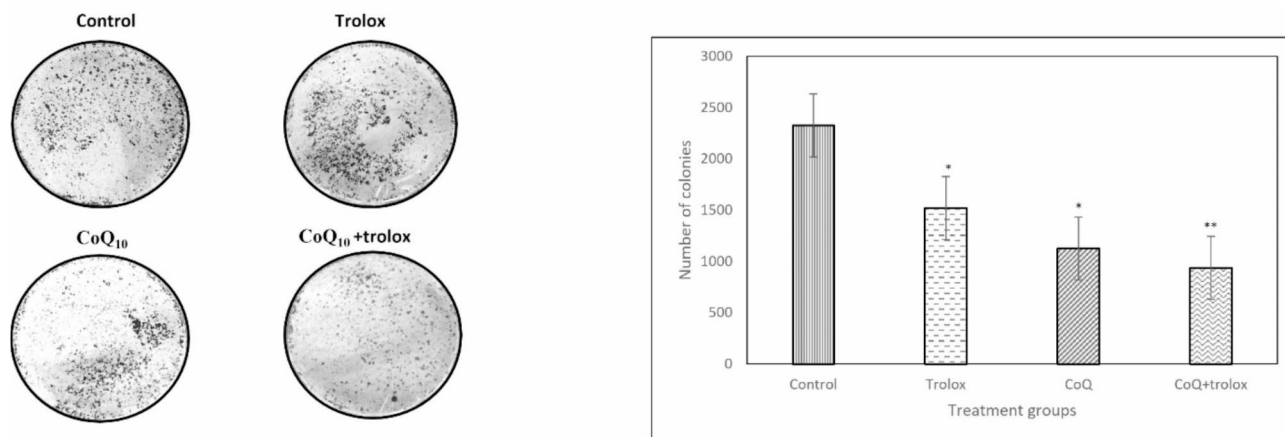 Control
Trolox
CoQ₁₀
CoQ₁₀ +trolox
3000
2500
2000
1500
1000
500
0
Number of colonies
*
*
**
Control
Trolox
CoQ
CoQ+trolox
Treatment groups